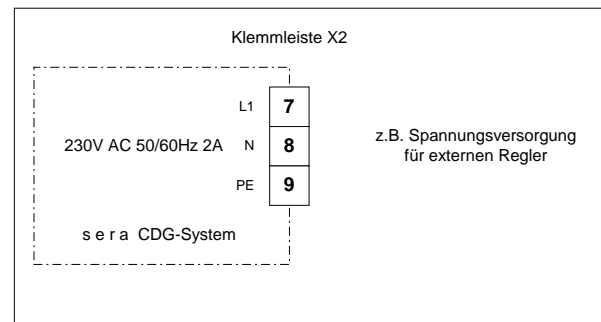 Klemmleiste X2
L1 7
230V AC 50/60Hz 2A N 8
PE 9
z.B. Spannungsversorgung
für externen Regler
s e r a CDG-System